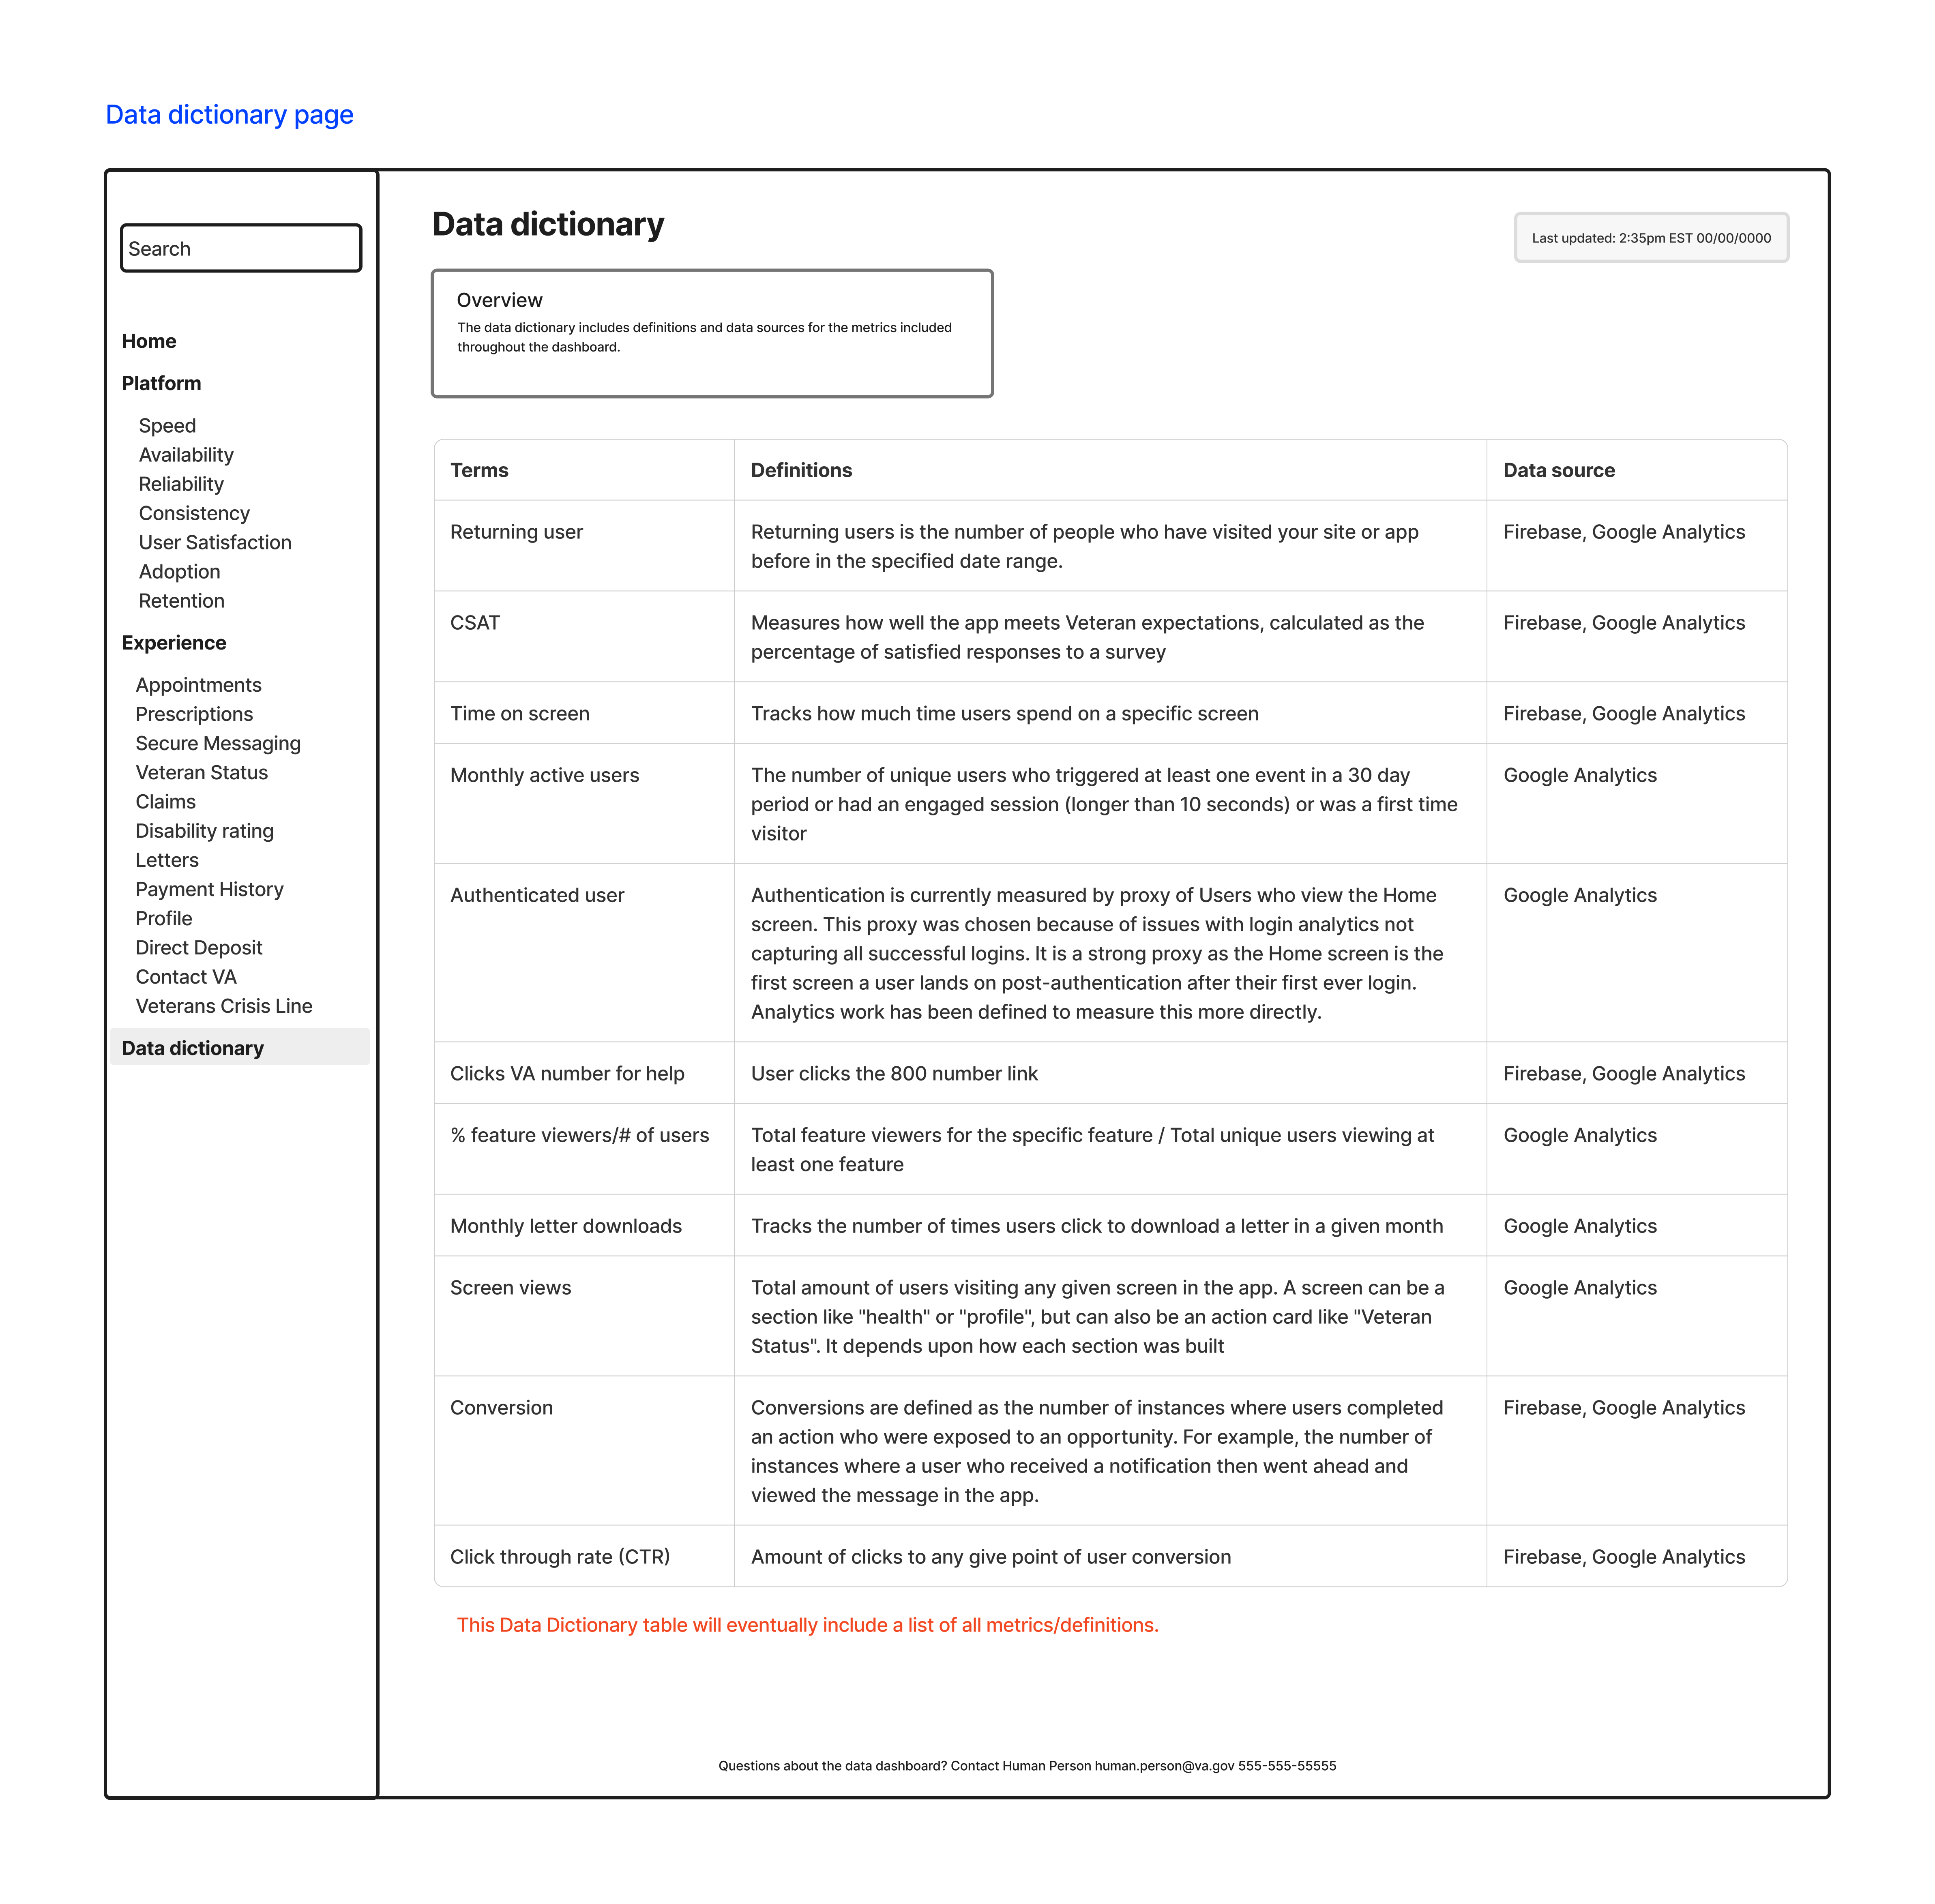 Data dictionary page
Search
Home
Platform
Speed
Availability
Reliability
Consistency
User Satisfaction
Adoption
Retention
Experience
Appointments
Prescriptions
Secure Messaging
Veteran Status
Claims
Disability rating
Letters
Payment History
Profile
Direct Deposit
Contact VA
Veterans Crisis Line
Data dictionary
Data dictionary
Last updated: 2:35pm EST 00/00/0000
Overview
The data dictionary includes definitions and data sources for the metrics included
throughout the dashboard.
Terms
Definitions
Data source
Returning user
Returning users is the number of people who have visited your site or app
before in the specified date range.
Firebase, Google Analytics
CSAT
Measures how well the app meets Veteran expectations, calculated as the
percentage of satisfied responses to a survey
Firebase, Google Analytics
Time on screen
Tracks how much time users spend on a specific screen
Firebase, Google Analytics
Monthly active users
The number of unique users who triggered at least one event in a 30 day
period or had an engaged session (longer than 10 seconds) or was a first time
visitor
Google Analytics
Authenticated user
Authentication is currently measured by proxy of Users who view the Home
screen. This proxy was chosen because of issues with login analytics not
capturing all successful logins. It is a strong proxy as the Home screen is the
first screen a user lands on post-authentication after their first ever login.
Analytics work has been defined to measure this more directly.
Google Analytics
Clicks VA number for help
User clicks the 800 number link
Firebase, Google Analytics
% feature viewers/# of users
Total feature viewers for the specific feature / Total unique users viewing at
least one feature
Google Analytics
Monthly letter downloads
Tracks the number of times users click to download a letter in a given month
Google Analytics
Screen views
Total amount of users visiting any given screen in the app. A screen can be a
section like "health" or "profile", but can also be an action card like "Veteran
Status". It depends upon how each section was built
Google Analytics
Conversion
Conversions are defined as the number of instances where users completed
an action who were exposed to an opportunity. For example, the number of
instances where a user who received a notification then went ahead and
viewed the message in the app.
Firebase, Google Analytics
Click through rate (CTR)
Amount of clicks to any give point of user conversion
Firebase, Google Analytics
This Data Dictionary table will eventually include a list of all metrics/definitions.
Questions about the data dashboard? Contact Human Person human.person@va.gov 555-555-55555